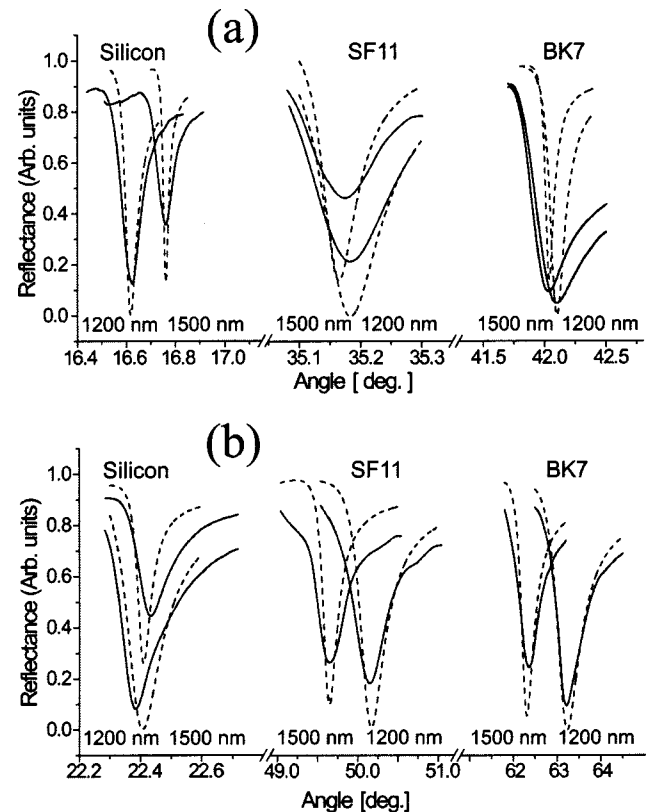 (a)
Silicon SF11 BK7
Reflectance (Arb. units)
1.0
0.8
0.6
0.4
0.2
0.0
1200 nm 1500 nm 1500 nm 1200 nm 1500 nm 1200 nm
16.4 16.6 16.8 17.0 35.1 35.2 35.3 41.5 42.0 42.5
Angle [ deg. ]
(b)
Silicon SF11 BK7
Reflectance (Arb. units)
1.0
0.8
0.6
0.4
0.2
0.0
1200 nm 1500 nm 1500 nm 1200 nm 1500 nm 1200 nm
22.2 22.4 22.6 49.0 50.0 51.0 62 63 64
Angle [deg.]